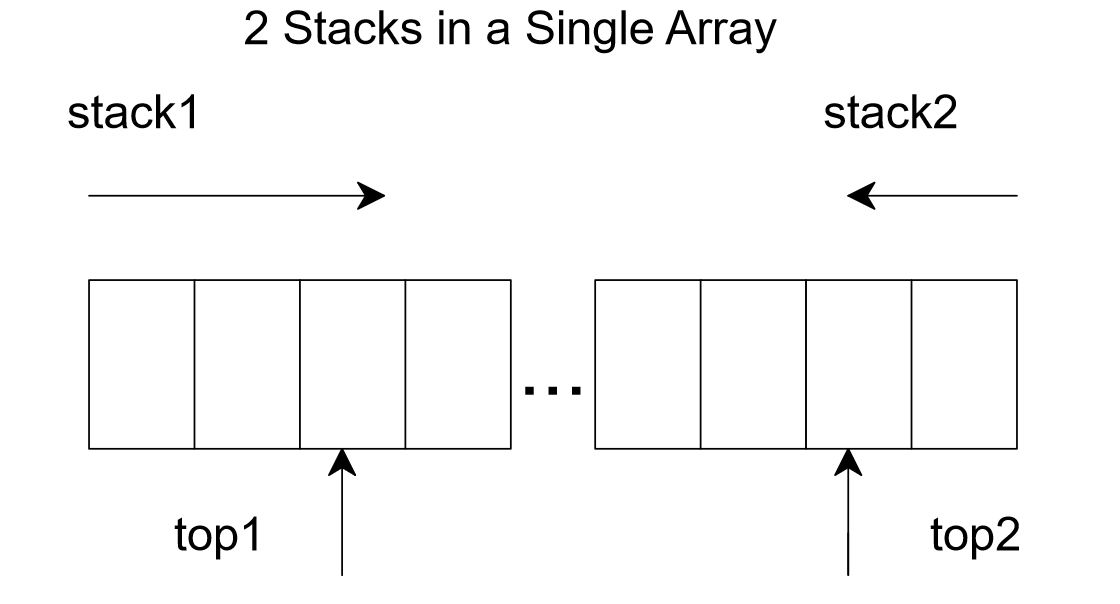 2 Stacks in a Single Array
stack1
stack2
...
top1
top2